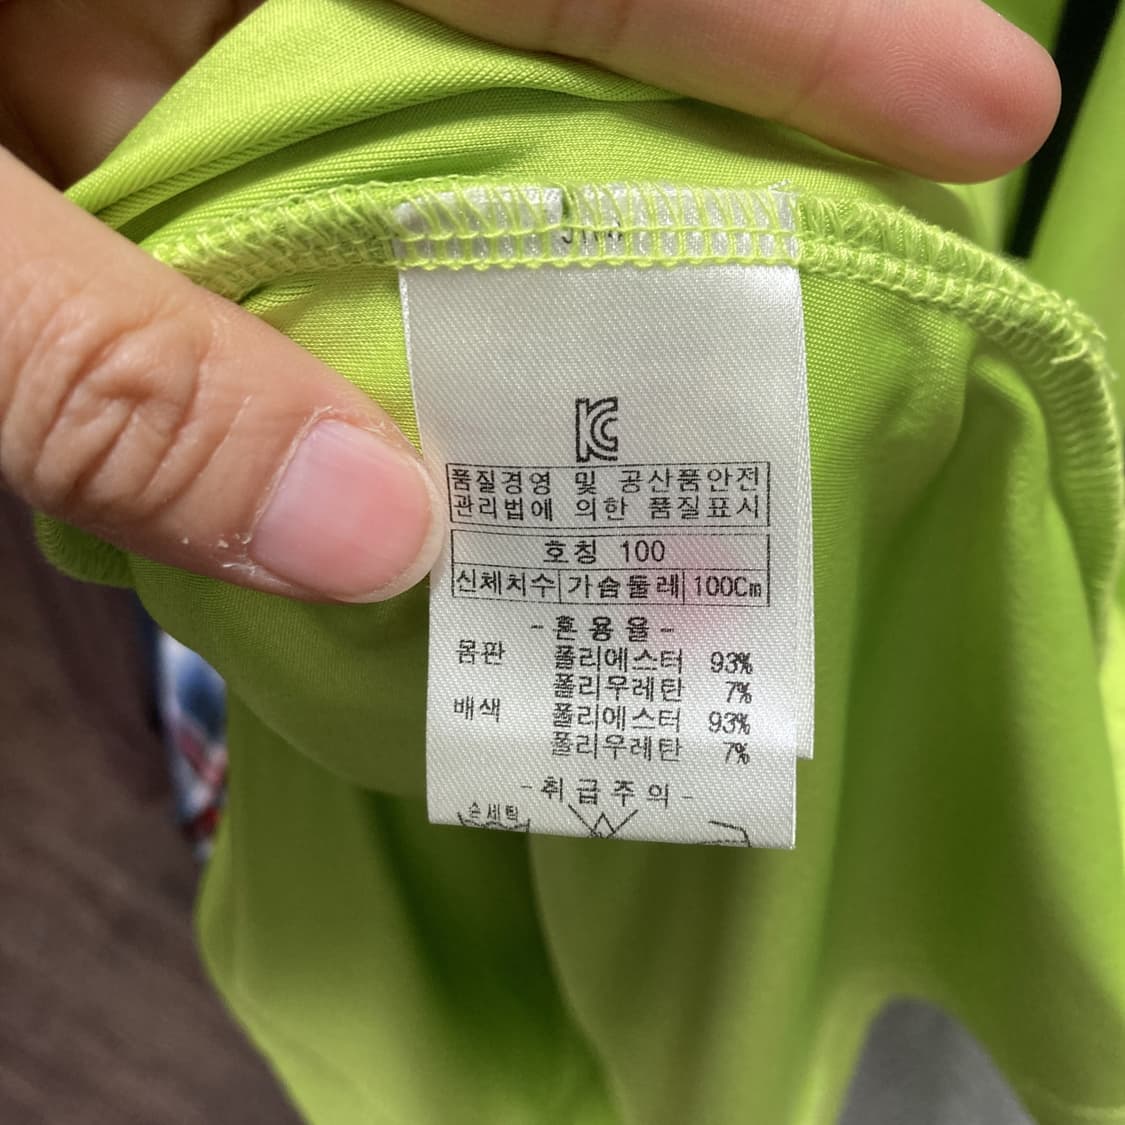 KC
품질경영 및 공산품안전
관리법에 의한 품질표시
호칭 100
신체치수 가슴둘레 100Cm
-혼용율-
몸판 폴리에스터 93%
폴리우레탄 7%
배색 폴리에스터 93%
폴리우레탄 7%
-취급주의-
손세탁